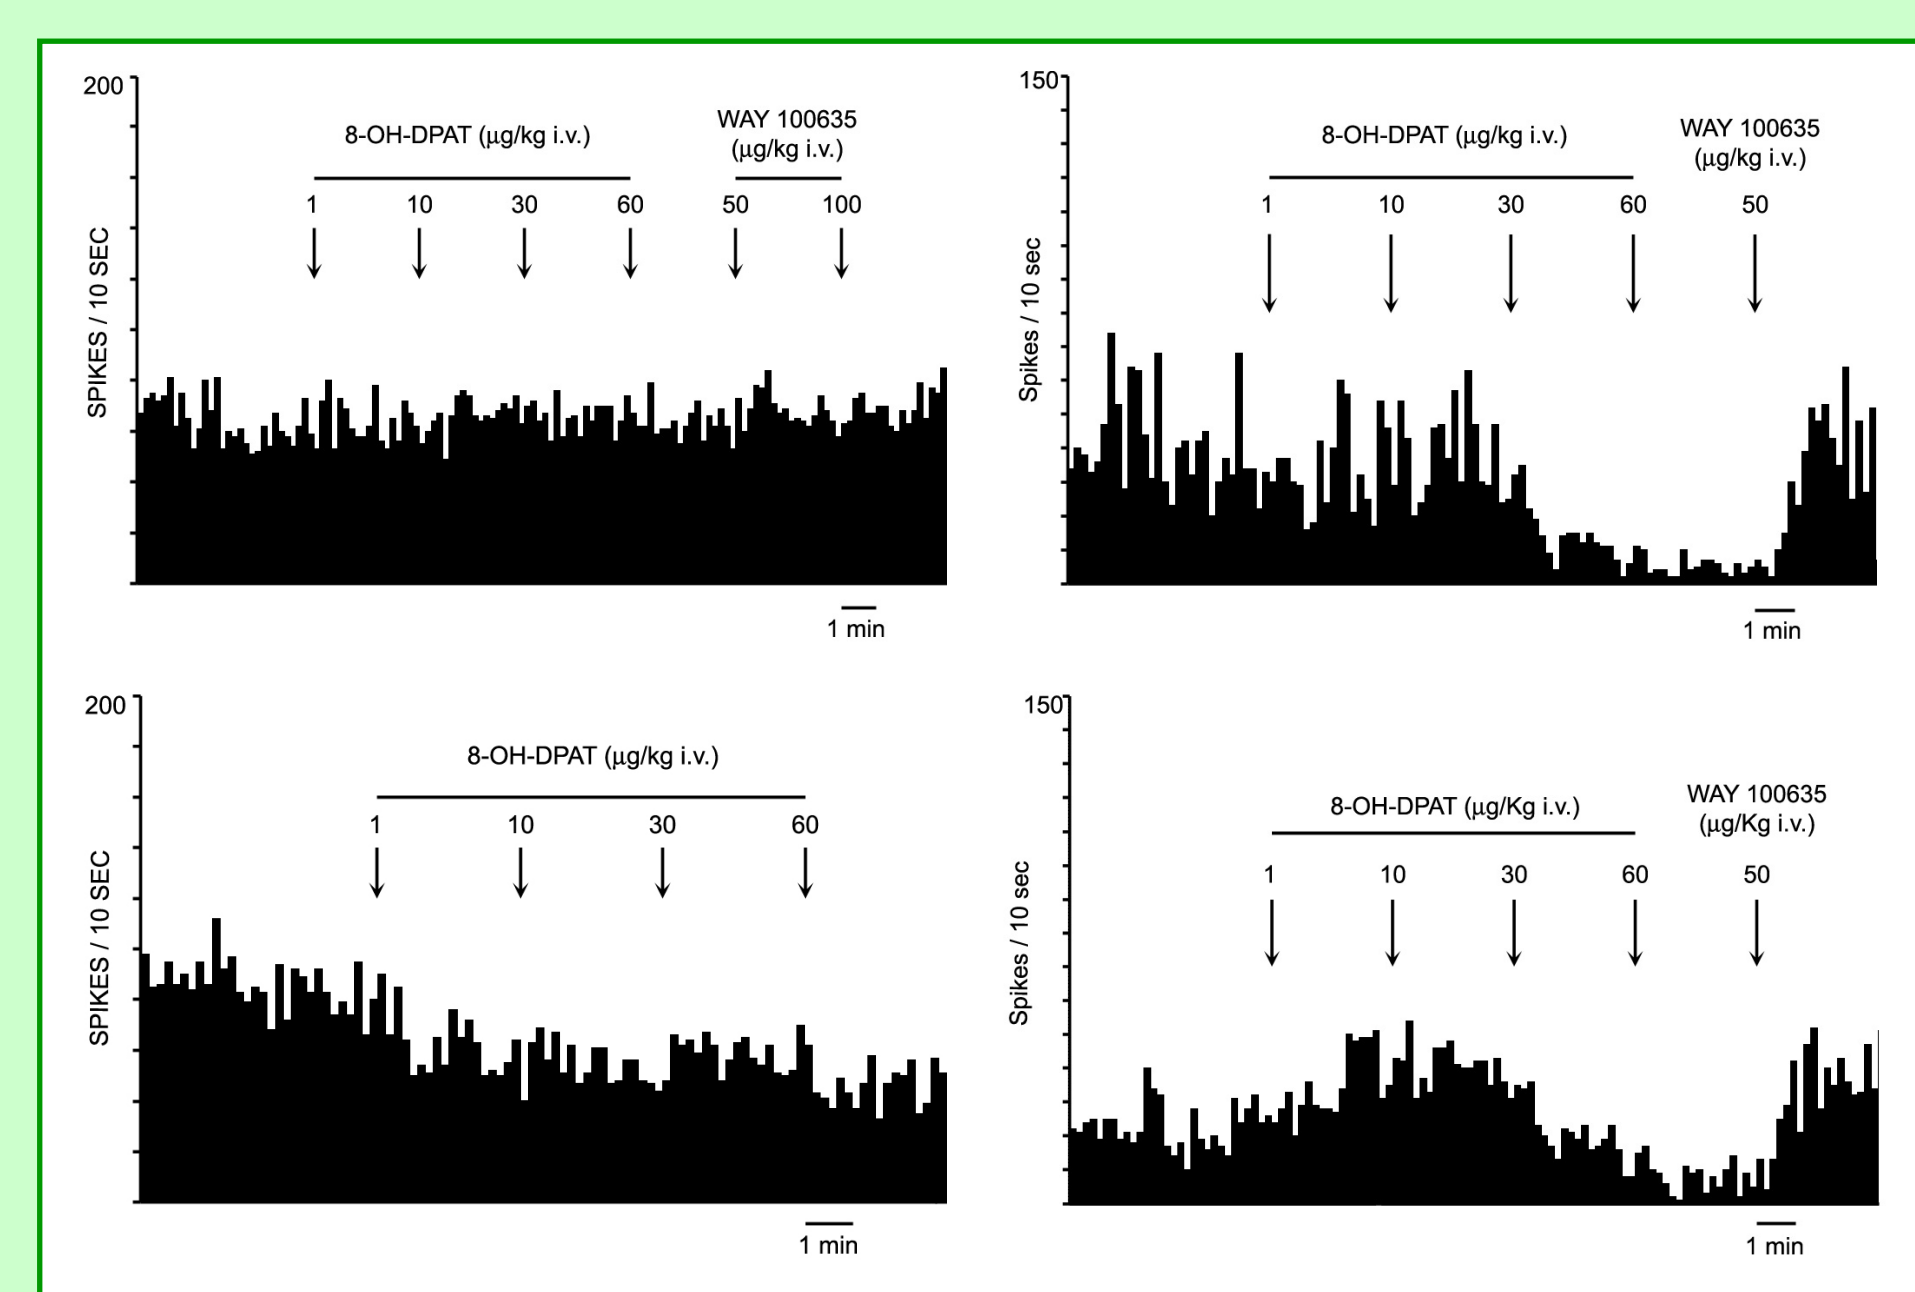 200
8-OH-DPAT (μg/kg i.v.)
WAY 100635
(μg/kg i.v.)
1 10 30 60 50 100
SPIKES / 10 SEC
1 min
150
8-OH-DPAT (μg/kg i.v.)
WAY 100635
(μg/kg i.v.)
1 10 30 60 50
Spikes / 10 sec
1 min
200
8-OH-DPAT (μg/kg i.v.)
1 10 30 60
SPIKES / 10 SEC
1 min
150
8-OH-DPAT (μg/Kg i.v.)
WAY 100635
(μg/Kg i.v.)
1 10 30 60 50
Spikes / 10 sec
1 min